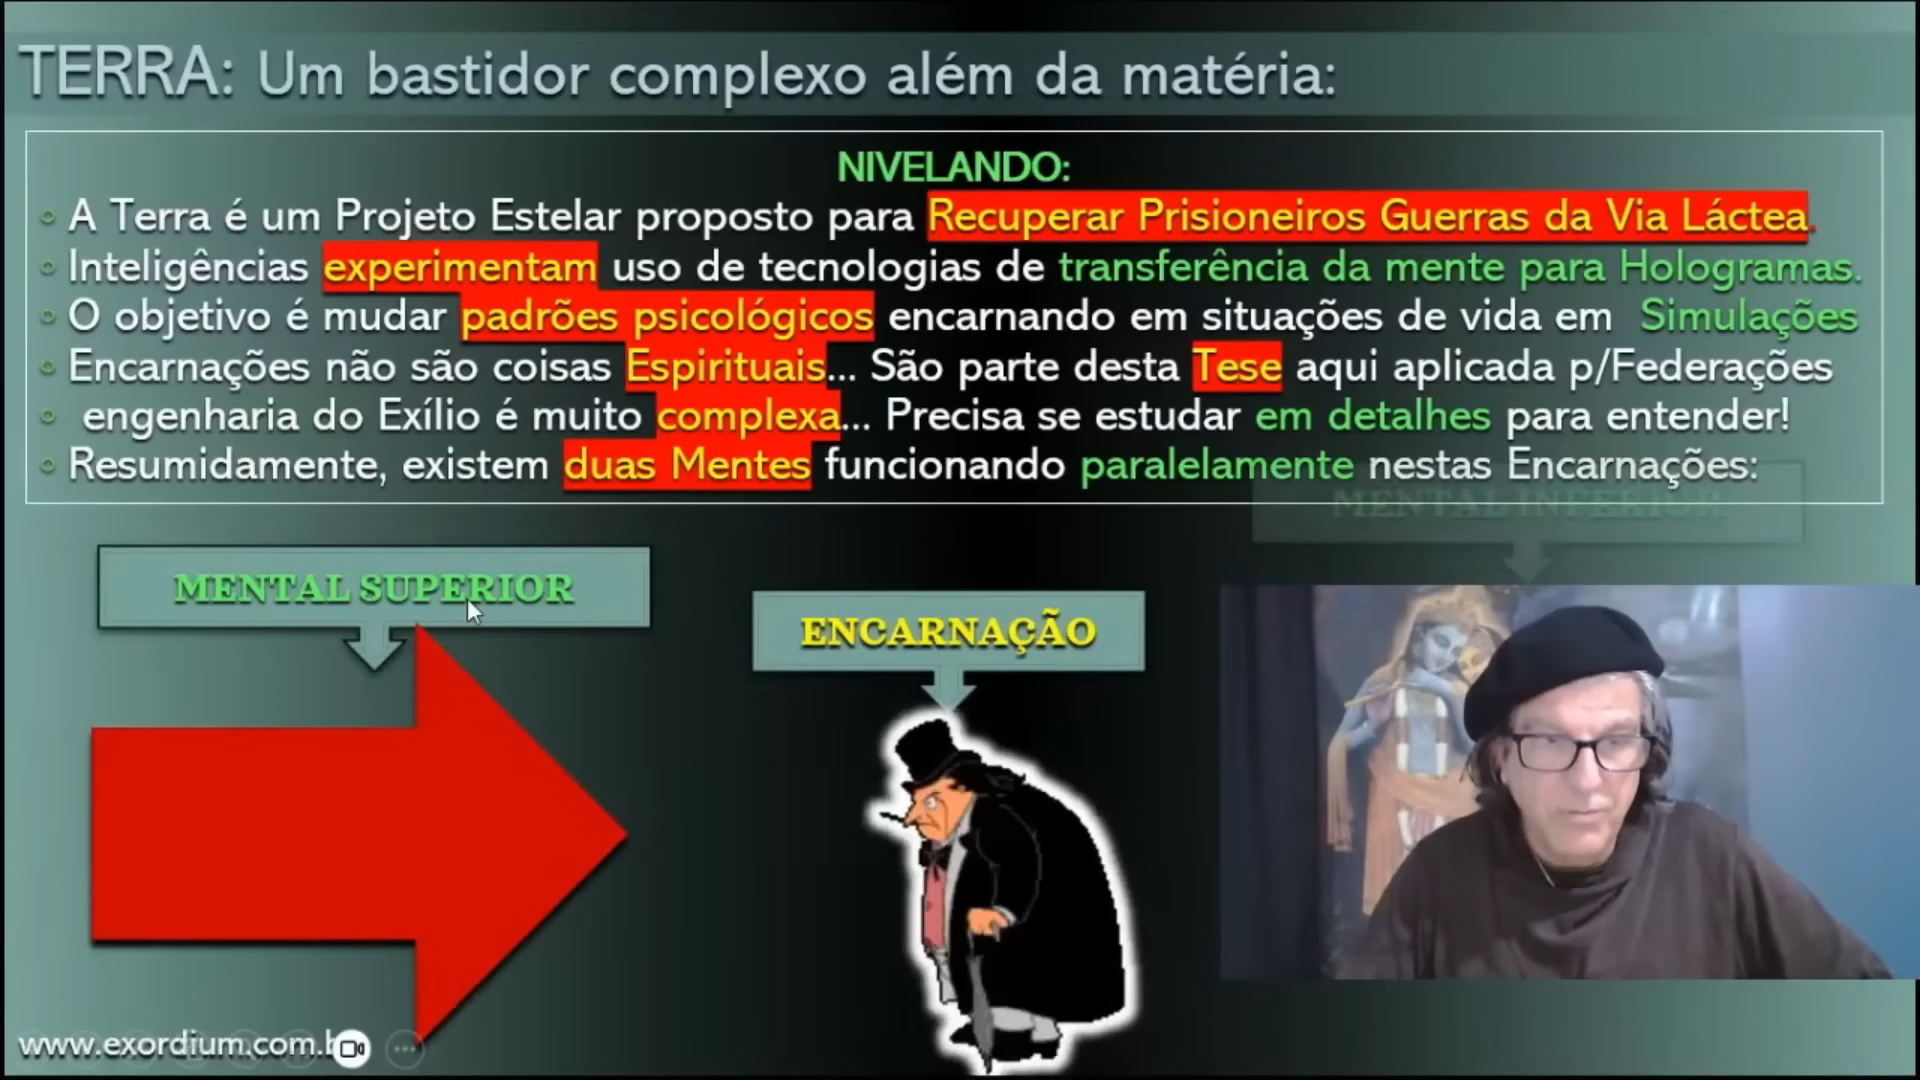 TERRA: Um bastidor complexo além da matéria:
NIVELANDO:
A Terra é um Projeto Estelar proposto para Recuperar Prisioneiros Guerras da Via Láctea.
Inteligências experimentam uso de tecnologias de transferência da mente para Hologramas.
O objetivo é mudar padrões psicológicos encarnando em situações de vida em Simulações
Encarnações não são coisas Espirituais... São parte desta Tese aqui aplicada p/Federações
engenharia do Exílio é muito complexa... Precisa se estudar em detalhes para entender!
Resumidamente, existem duas Mentes funcionando paralelamente nestas Encarnações:
MENTAL INFERIOR
MENTAL SUPERIOR
ENCARNAÇÃO
www.exordium.com.b